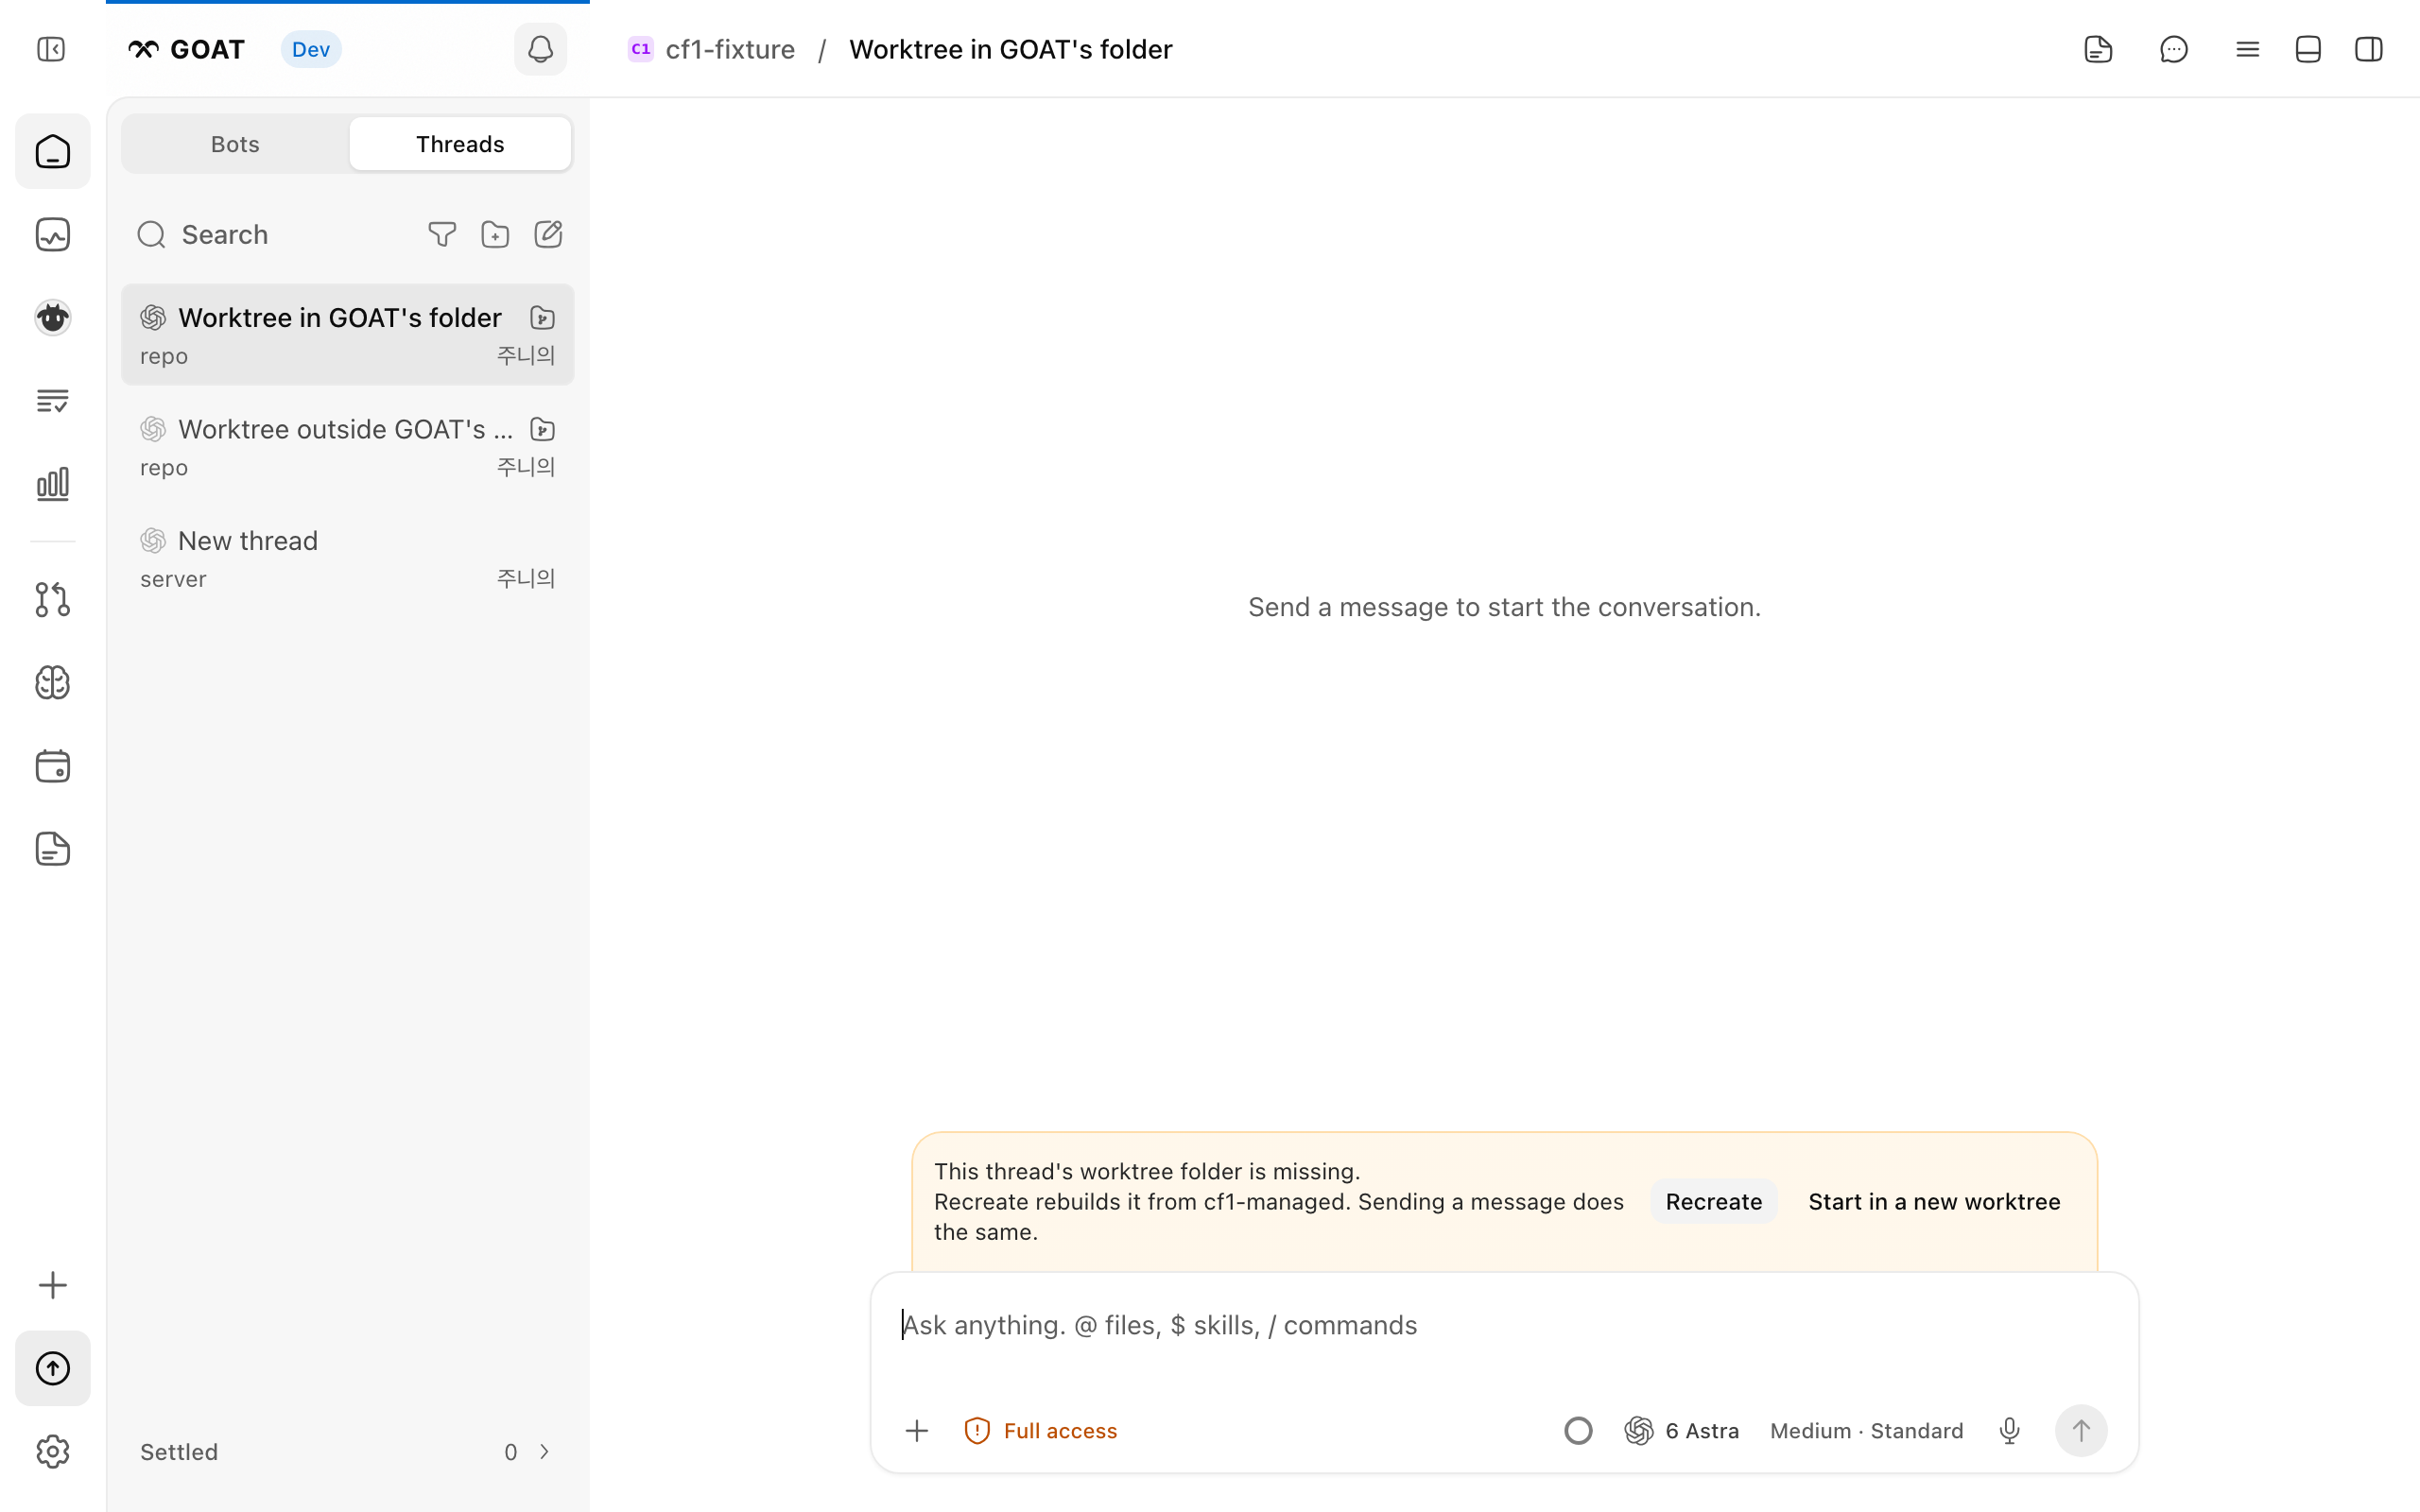 GOAT
Dev
C1 cf1-fixture / Worktree in GOAT's folder
Bots
Threads
Search
Worktree in GOAT's folder
repo
주니의
Worktree outside GOAT's ...
repo
주니의
New thread
server
주니의
Send a message to start the conversation.
This thread's worktree folder is missing.
Recreate rebuilds it from cf1-managed. Sending a message does
the same.
Recreate
Start in a new worktree
Ask anything. @ files, $ skills, / commands
Full access
6 Astra
Medium · Standard
Settled
0